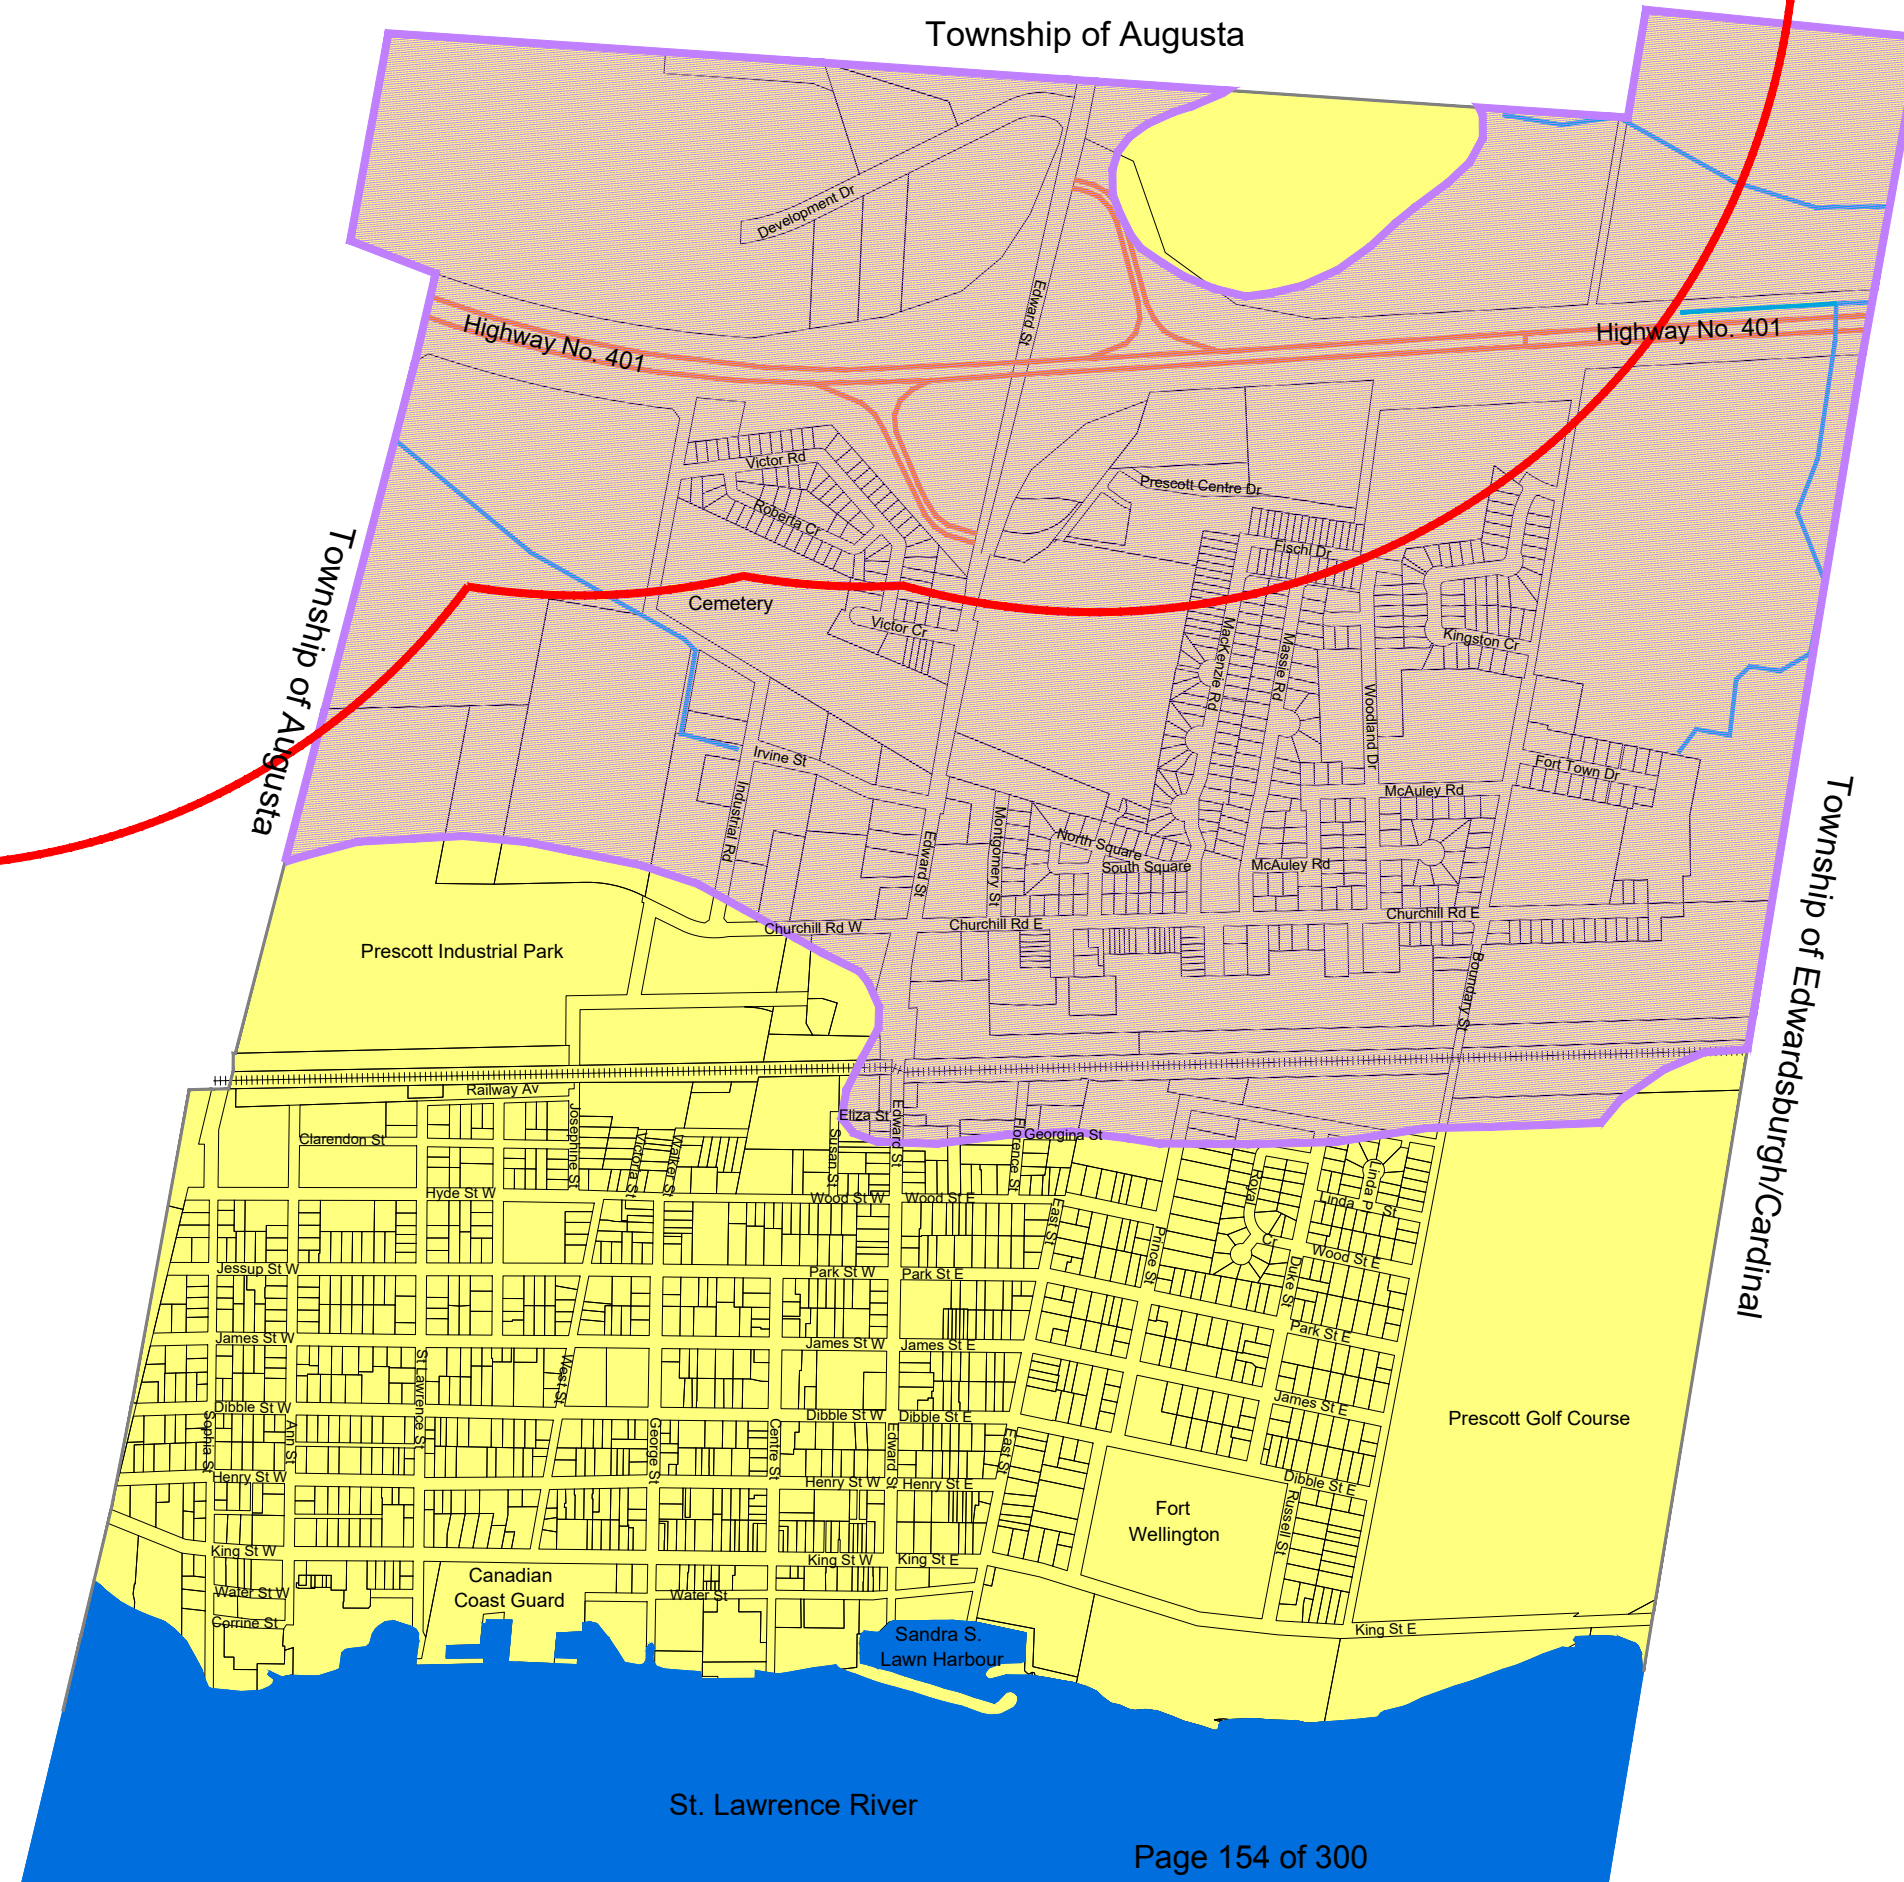 Township of Augusta
Development Dr
Edward St
Highway No. 401
Highway No. 401
Victor Rd
Prescott Centre Dr
Roberta Cr
Fischl Dr
Township of Augusta
Cemetery
Victor Cr
MacKenzie Rd
Massie Rd
Kingston Cr
Woodland Dr
Irvine St
Fort Town Dr
Industrial Rd
McAuley Rd
Montgomery St
North Square
Edward St
South Square
McAuley Rd
Churchill Rd W
Churchill Rd E
Churchill Rd E
Township of Edwardsburgh/Cardinal
Prescott Industrial Park
Boundary St
Railway Av
Eliza St
Edward St
Josephine St
Clarendon St
Victoria St
Walker St
Susan St
Florence St
Georgina St
Royal
Cr
Linda
Linda P St
Hyde St W
Wood St W
Wood St E
East St
Prince St
Wood St E
Jessup St W
Park St W
Park St E
Duke St
Park St E
James St W
James St W
James St E
St Lawrence St
West St
James St E
Dibble St W
Dibble St W
Dibble St E
Prescott Golf Course
Sophia St
Ann St
George St
Centre St
Edward St
East St
Henry St W
Henry St W
Henry St E
Dibble St E
Fort
Wellington
Russell St
King St W
King St W
King St E
Canadian
Coast Guard
Water St W
Water St
Corrine St
King St E
Sandra S.
Lawn Harbour
St. Lawrence River
Page 154 of 300